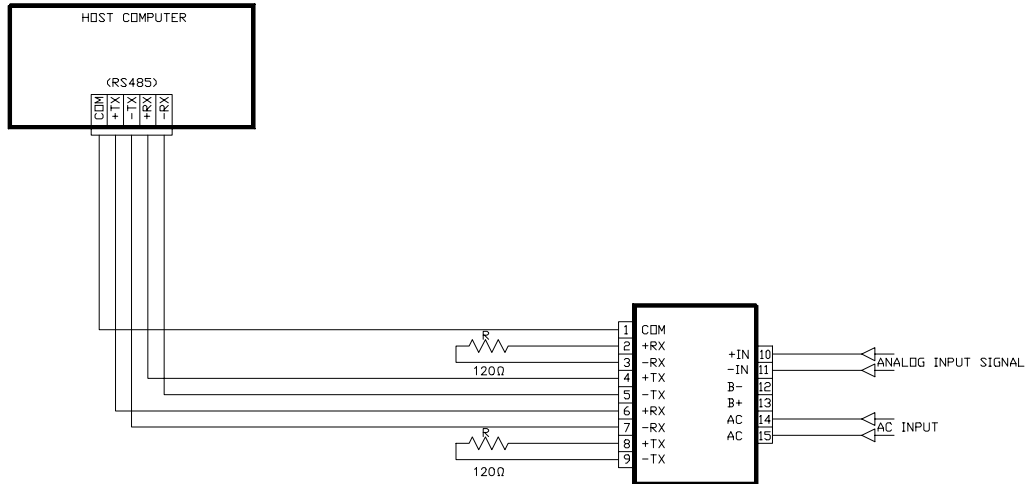 HOST COMPUTER
(RS485)
COM
+TX
-TX
+RX
-RX
1 COM
2 +RX
3 -RX
4 +TX
5 -TX
6 +RX
7 -RX
8 +TX
9 -TX
R
120Ω
R
120Ω
+IN 10
-IN 11
B- 12
B+ 13
AC 14
AC 15
ANALOG INPUT SIGNAL
AC INPUT